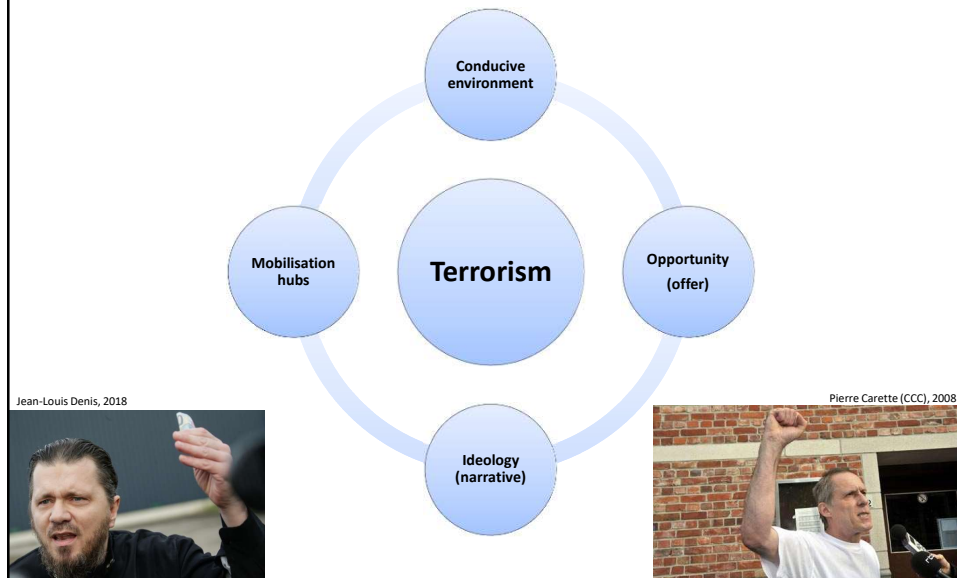 Conducive
environment
Mobilisation
hubs
Terrorism
Opportunity
(offer)
Ideology
(narrative)
Jean-Louis Denis, 2018
Pierre Carette (CCC), 2008